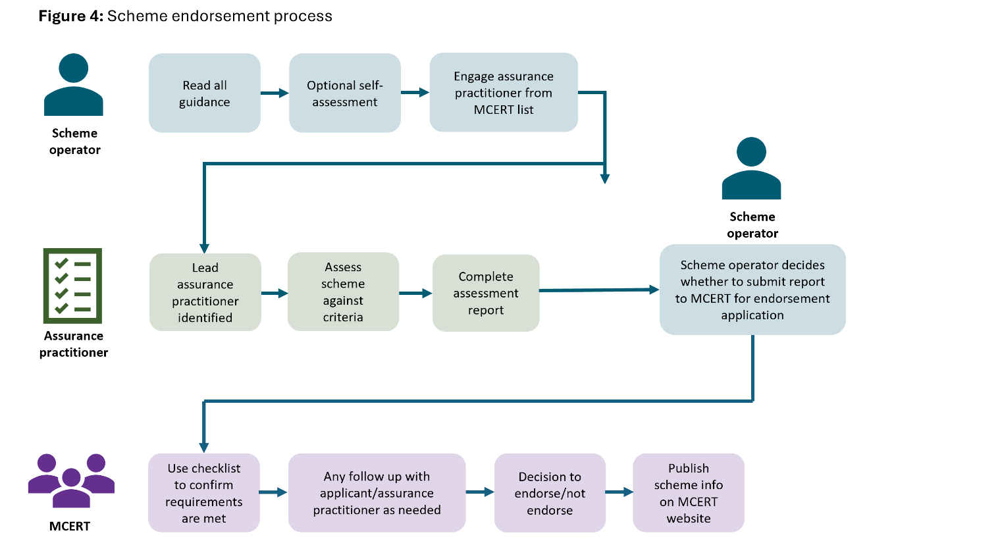 Figure 4: Scheme endorsement process
Read all
guidance
Optional self-
assessment
Engage assurance
practitioner from
MCERT list
Scheme
operator
Scheme
operator
Lead
assurance
practitioner
identified
Assess
scheme
against
criteria
Complete
assessment
report
Scheme operator decides
whether to submit report
to MCERT for endorsement
application
Assurance
practitioner
Use checklist
to confirm
requirements
are met
Any follow up with
applicant/assurance
practitioner as needed
Decision to
endorse/not
endorse
Publish
scheme info
on MCERT
website
MCERT